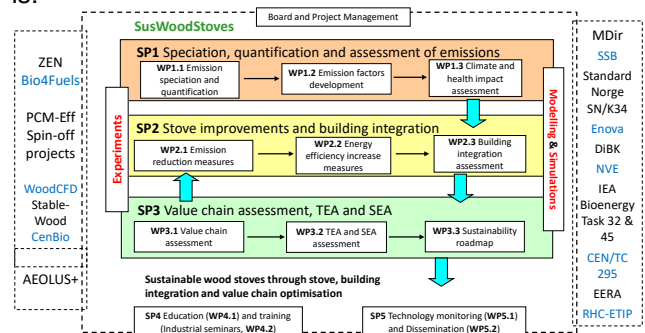 is.
Board and Project Management
SusWoodStoves
ZEN
Bio4Fuels
PCM-Eff
Spin-off
projects
WoodCFD
Stable-
Wood
CenBio
AEOLUS+
Experiments
SP1 Speciation, quantification and assessment of emissions
WP1.1 Emission
speciation and
quantification
WP1.2 Emission factors
development
WP1.3 Climate and
health impact
assessment
SP2 Stove improvements and building integration
WP2.1 Emission
reduction measures
WP2.2 Energy
efficiency increase
measures
WP2.3 Building
integration
assessment
SP3 Value chain assessment, TEA and SEA
WP3.1 Value chain
assessment
WP3.2 TEA and SEA
assessment
WP3.3 Sustainability
roadmap
Modelling & Simulations
Sustainable wood stoves through stove, building
integration and value chain optimisation
SP4 Education (WP4.1) and training
(Industrial seminars, WP4.2)
SP5 Technology monitoring (WP5.1)
and Dissemination (WP5.2)
MDir
SSB
Standard
Norge
SN/K34
Enova
DiBK
NVE
IEA
Bioenergy
Task 32 &
45
CEN/TC
295
EERA
RHC-ETIP